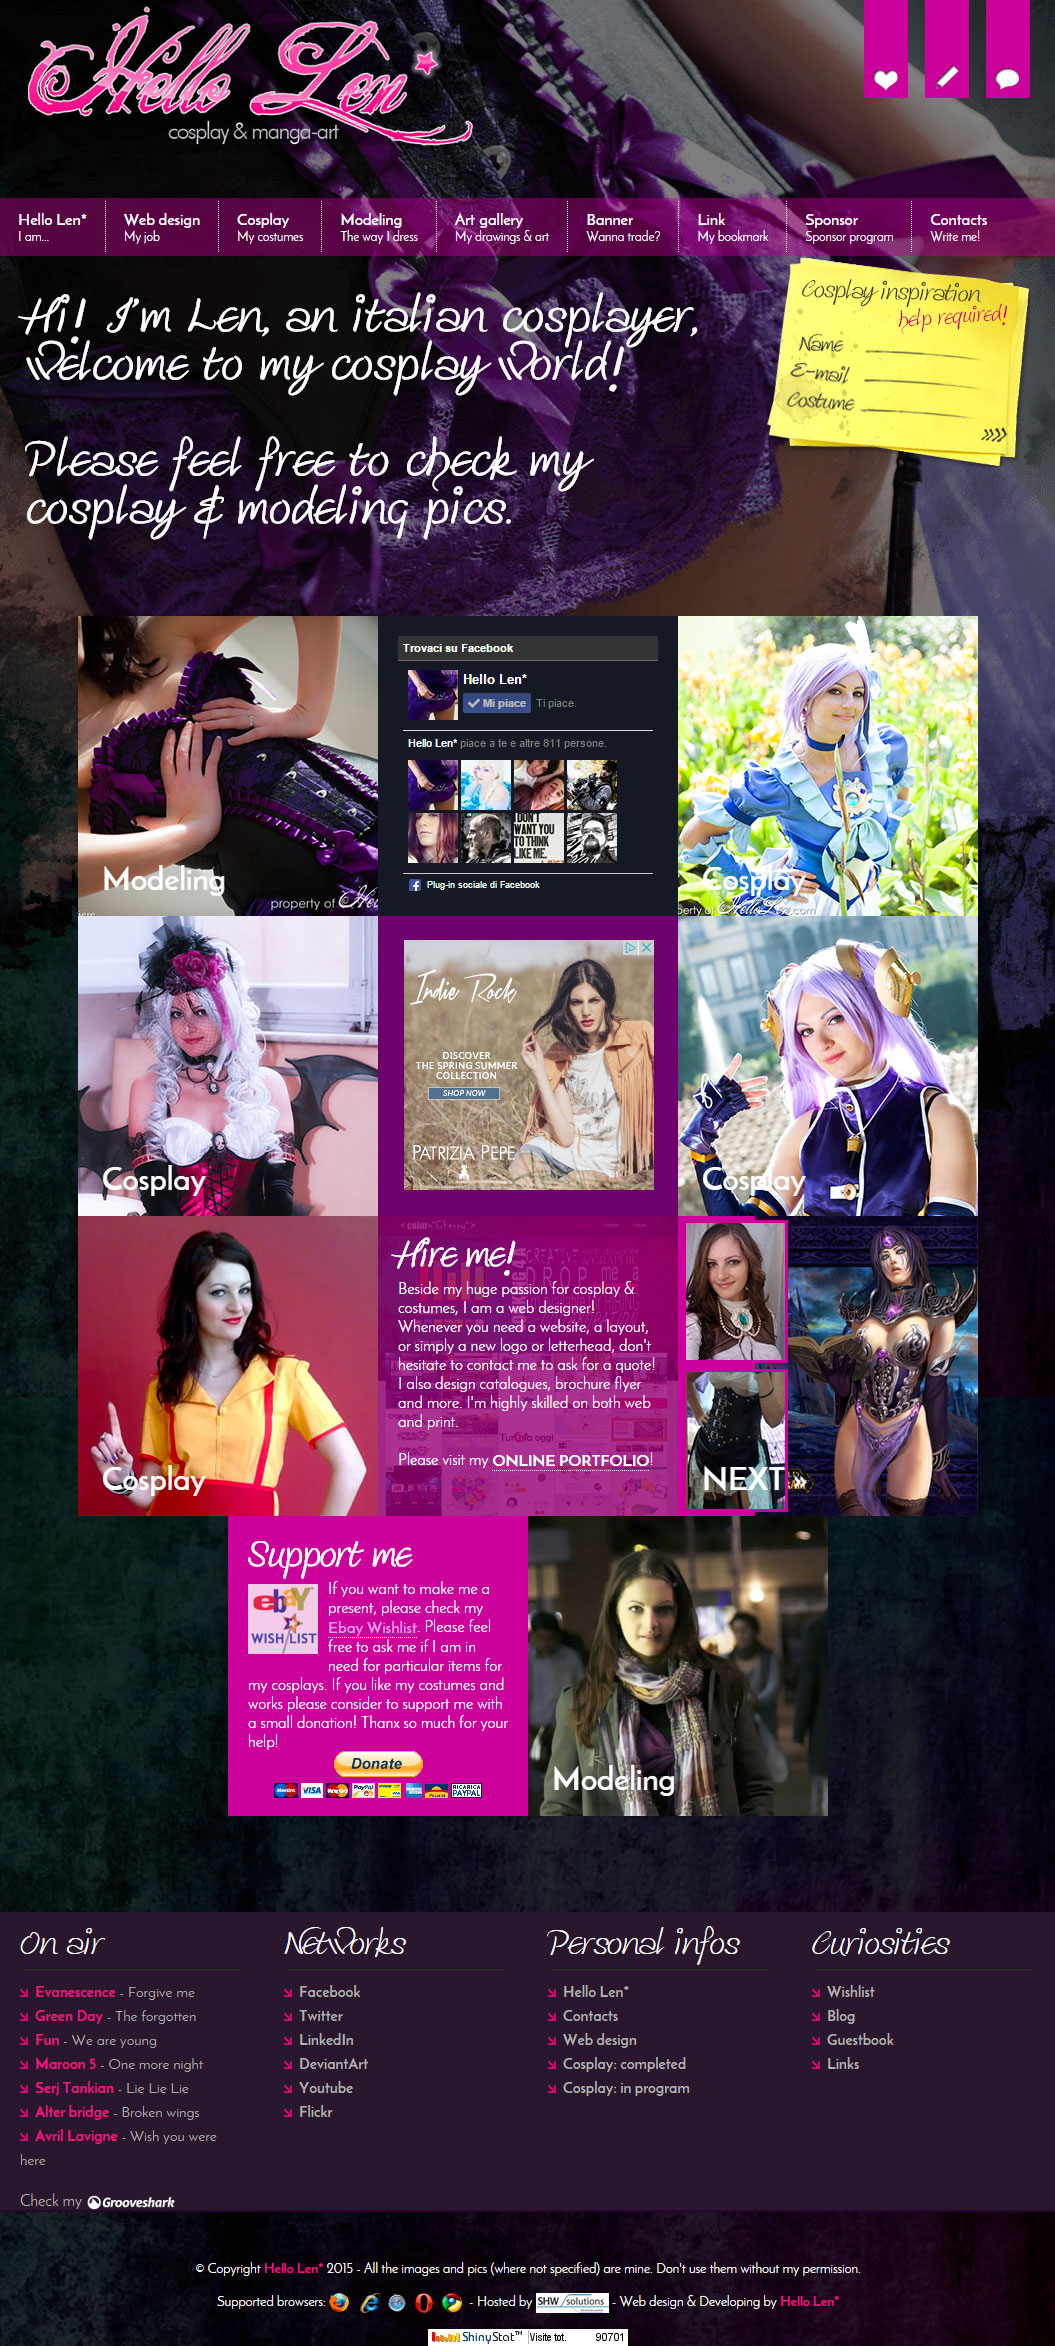 Hello Len*
cosplay & manga-art
Hello Len*
I am...
Web design
My job
Cosplay
My costumes
Modeling
The way I dress
Art gallery
My drawings & art
Banner
Wanna trade?
Link
My bookmark
Sponsor
Sponsor program
Contacts
Write me!
Hi! I'm Len, an italian cosplayer,
welcome to my cosplay world!
Please feel free to check my
cosplay & modeling pics.
Cosplay inspiration
help required!
Name
E-mail
Costume
Modeling
property of
Trovaci su Facebook
Hello Len*
Mi piace
Ti piace.
Hello Len* piace a te e altre 811 persone.
I DON'T
WANT YOU
TO THINK
LIKE ME.
Plug-in sociale di Facebook
Cosplay
perty of HelloLen.com
Cosplay
Indie Rock
DISCOVER
THE SPRING SUMMER
COLLECTION
SHOP NOW
PATRIZIA PEPE
Cosplay
Cosplay
<color="Cherry">
Hire me!
Beside my huge passion for cosplay &
costumes, I am a web designer!
Whenever you need a website, a layout,
or simply a new logo or letterhead, don't
hesitate to contact me to ask for a quote!
I also design catalogues, brochure flyer
and more. I'm highly skilled on both web
and print.
Please visit my ONLINE PORTFOLIO!
NEXT »
Support me
ebay
WISH LIST
If you want to make me a
present, please check my
Ebay Wishlist. Please feel
free to ask me if I am in
need for particular items for
my cosplays. If you like my costumes and
works please consider to support me with
a small donation! Thanx so much for your
help!
Donate
Maestro VISA PayPal Aura RICARICA PAYPAL
Modeling
On air
Evanescence - Forgive me
Green Day - The forgotten
Fun - We are young
Maroon 5 - One more night
Serj Tankian - Lie Lie Lie
Alter bridge - Broken wings
Avril Lavigne - Wish you were
here
Check my Grooveshark
Networks
Facebook
Twitter
LinkedIn
DeviantArt
Youtube
Flickr
Personal infos
Hello Len*
Contacts
Web design
Cosplay: completed
Cosplay: in program
Curiosities
Wishlist
Blog
Guestbook
Links
© Copyright Hello Len* 2015 - All the images and pics (where not specified) are mine. Don't use them without my permission.
Supported browsers: - Hosted by SHW solutions - Web design & Developing by Hello Len*
ShinyStat™ Visite tot. 90701